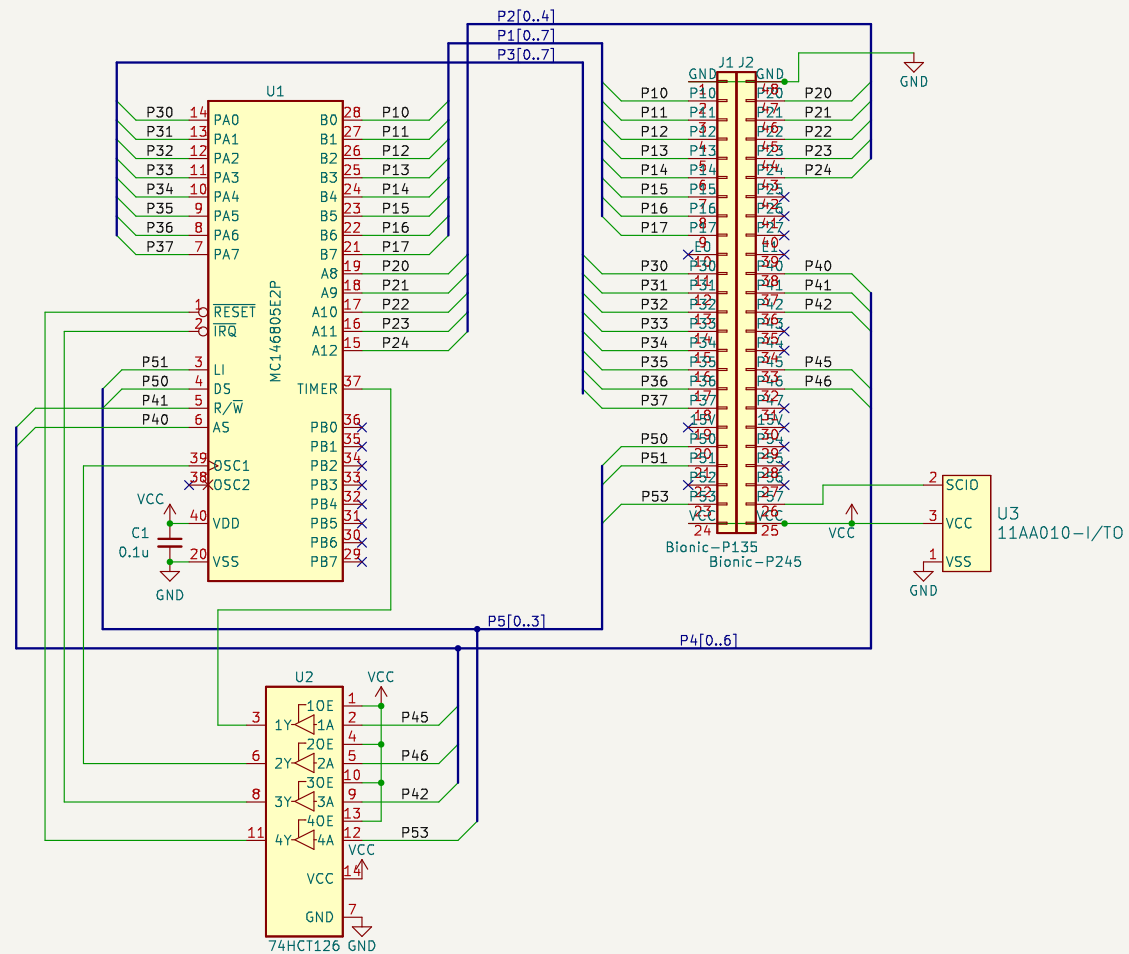 P2[0..4]
P1[0..7]
P3[0..7]
J1 J2
GND GND
GND
U1
P30 14 PA0 B0 28 P10
P31 13 PA1 B1 27 P11
P32 12 PA2 B2 26 P12
P33 11 PA3 B3 25 P13
P34 10 PA4 B4 24 P14
P35 9 PA5 B5 23 P15
P36 8 PA6 B6 22 P16
P37 7 PA7 B7 21 P17
A8 19 P20
A9 18 P21
A10 17 P22
A11 16 P23
A12 15 P24
MC146805E2P
1 RESET
2 IRQ
P51 3 LI
P50 4 DS
P41 5 R/W
P40 6 AS
TIMER 37
PB0 36
PB1 35
39 OSC1 PB2 34
38 OSC2 PB3 33
PB4 32
40 VDD PB5 31
PB6 30
20 VSS PB7 29
VCC
C1
0.1u
GND
P10 P20
P11 P21
P12 P22
P13 P23
P14 P24
P15
P16
P17
P30 P40
P31 P41
P32 P42
P33
P34
P35 P45
P36 P46
P37
P50
P51
P53
VCC VCC
24 25
Bionic-P135
Bionic-P245
VCC
2 SCIO
3 VCC
1 VSS
U3
11AA010-I/TO
GND
P5[0..3]
P4[0..6]
U2
VCC
1OE 1
3 1Y 1A 2 P45
2OE 4
6 2Y 2A 5 P46
3OE 10
8 3Y 3A 9 P42
4OE 13
11 4Y 4A 12 P53
VCC
VCC 14
GND 7
74HCT126 GND